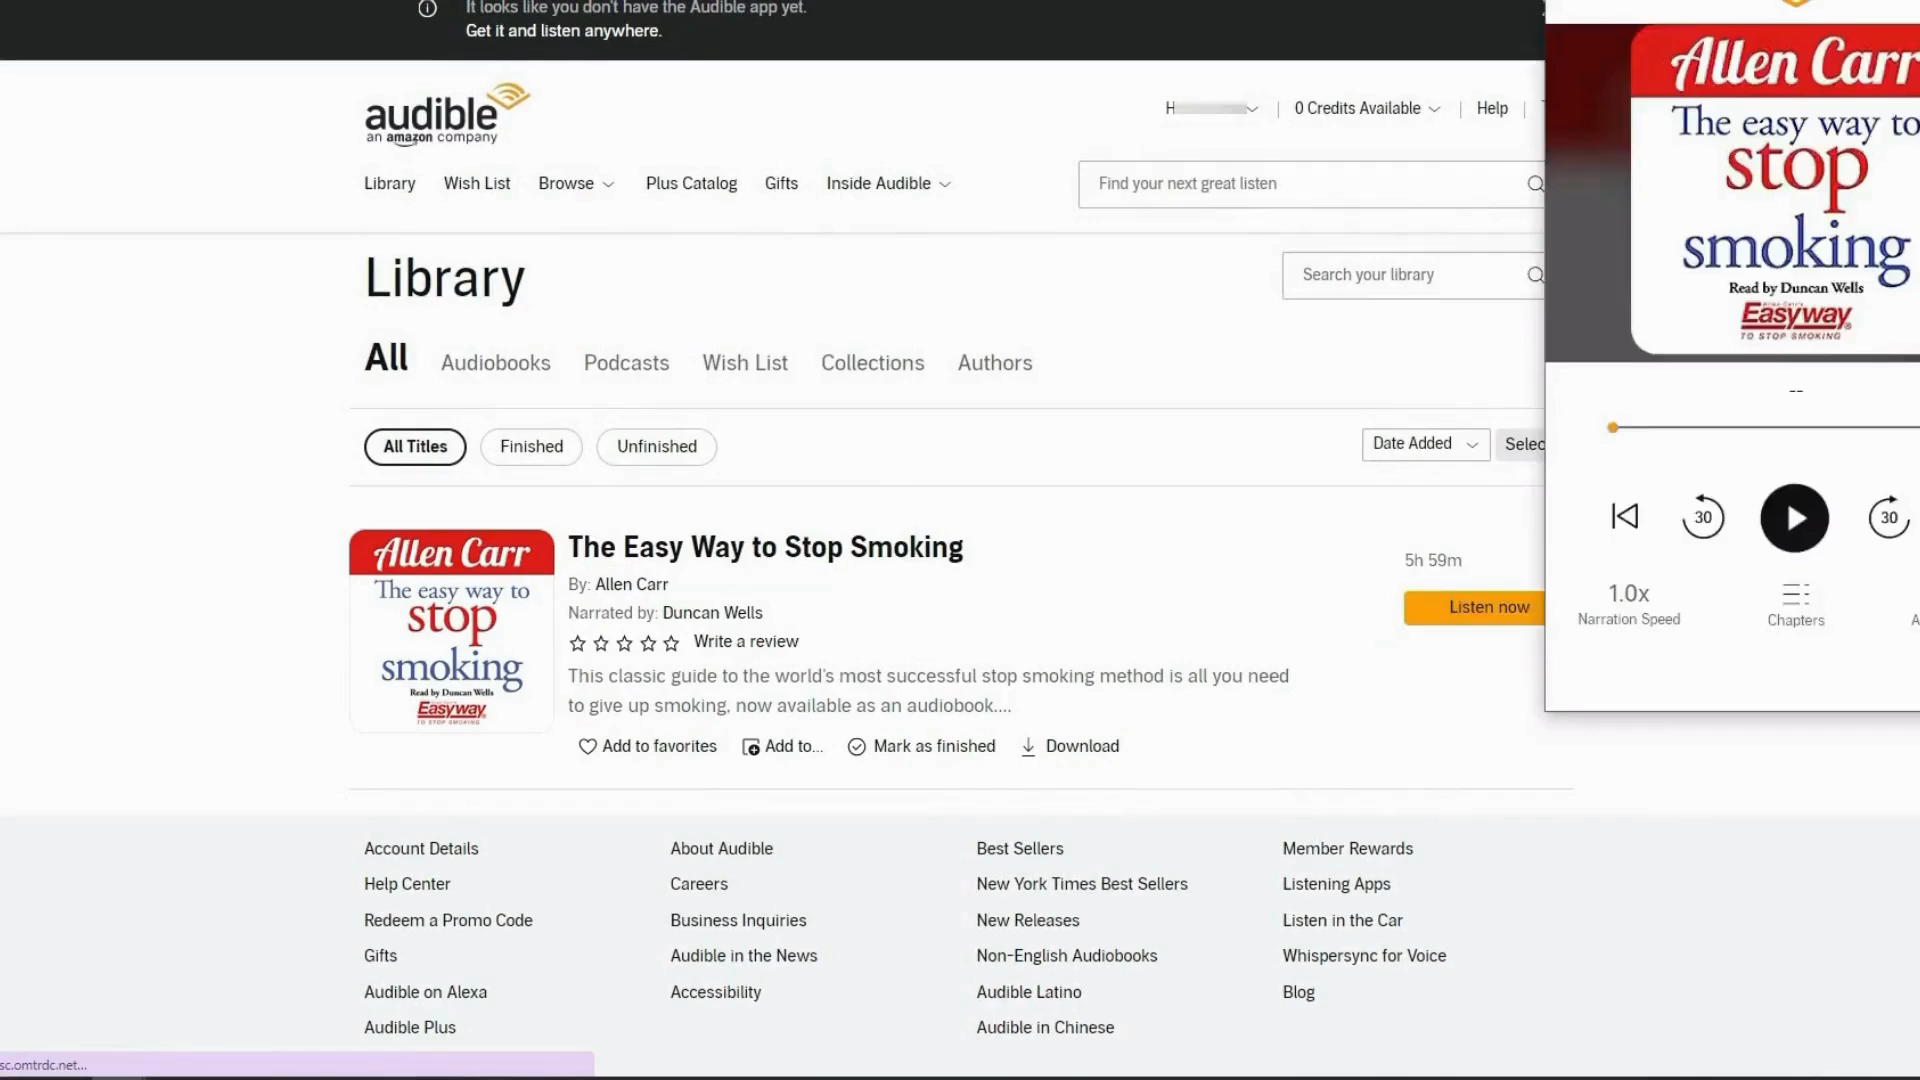 It looks like you don't have the Audible app yet.
Get it and listen anywhere.
audible
an amazon company
H
0 Credits Available
Help
Library
Wish List
Browse
Plus Catalog
Gifts
Inside Audible
Find your next great listen
Library
Search your library
All
Audiobooks
Podcasts
Wish List
Collections
Authors
All Titles
Finished
Unfinished
Date Added
Selec
Allen Carr
The easy way to
stop
smoking
Read by Duncan Wells
Easyway
TO STOP SMOKING
The Easy Way to Stop Smoking
By: Allen Carr
Narrated by: Duncan Wells
Write a review
This classic guide to the world's most successful stop smoking method is all you need
to give up smoking, now available as an audiobook....
Add to favorites
Add to...
Mark as finished
Download
5h 59m
Listen now
Allen Carr
The easy way to
stop
smoking
Read by Duncan Wells
ALLEN CARR'S
Easyway
TO STOP SMOKING
--
30
30
1.0x
Narration Speed
Chapters
A
Account Details
Help Center
Redeem a Promo Code
Gifts
Audible on Alexa
Audible Plus
About Audible
Careers
Business Inquiries
Audible in the News
Accessibility
Best Sellers
New York Times Best Sellers
New Releases
Non-English Audiobooks
Audible Latino
Audible in Chinese
Member Rewards
Listening Apps
Listen in the Car
Whispersync for Voice
Blog
sc.omtrdc.net...